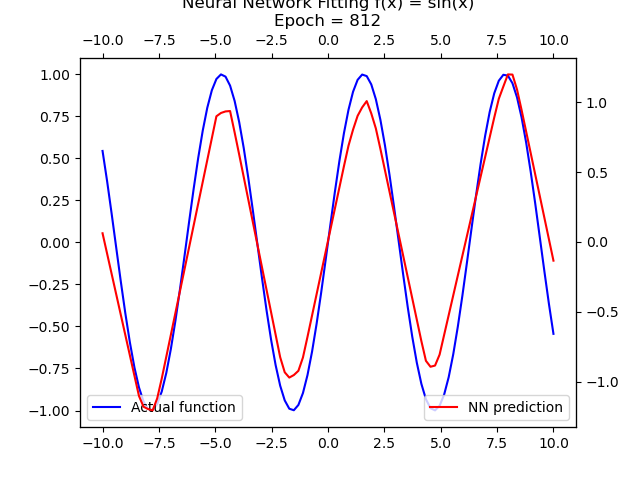 Neural Network Fitting f(x) = sin(x)
Epoch = 812
−10.0 −7.5 −5.0 −2.5 0.0 2.5 5.0 7.5 10.0
1.00
0.75
0.50
0.25
0.00
−0.25
−0.50
−0.75
−1.00
1.0
0.5
0.0
−0.5
−1.0
Actual function
NN prediction
−10.0 −7.5 −5.0 −2.5 0.0 2.5 5.0 7.5 10.0